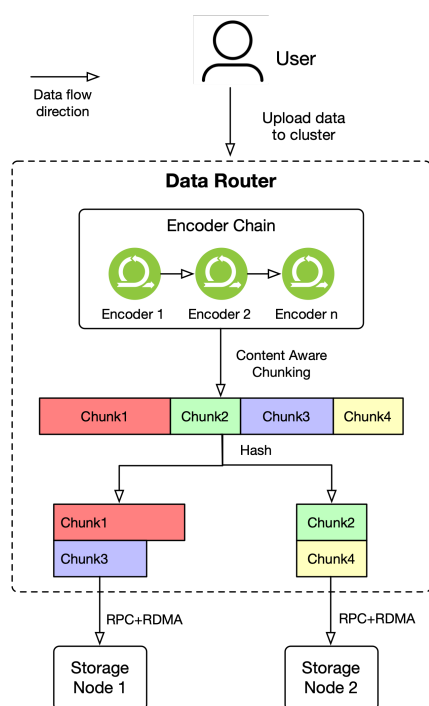 User
Data flow
direction
Upload data
to cluster
Data Router
Encoder Chain
Encoder 1
Encoder 2
Encoder n
Content Aware
Chunking
Chunk1
Chunk2
Chunk3
Chunk4
Hash
Chunk1
Chunk3
Chunk2
Chunk4
RPC+RDMA
RPC+RDMA
Storage
Node 1
Storage
Node 2